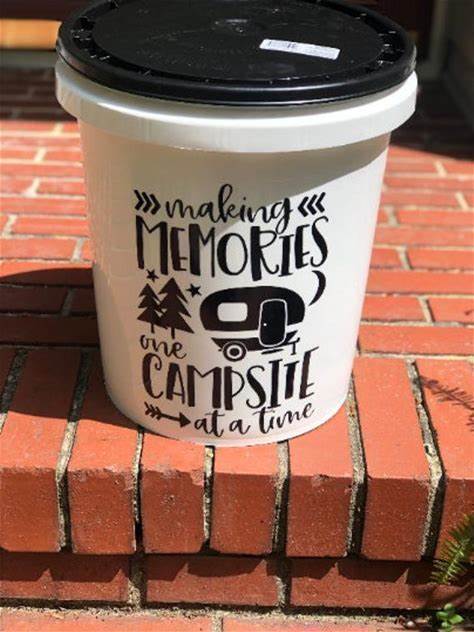 making
MEMORIES
one
CAMPSITE
at a time